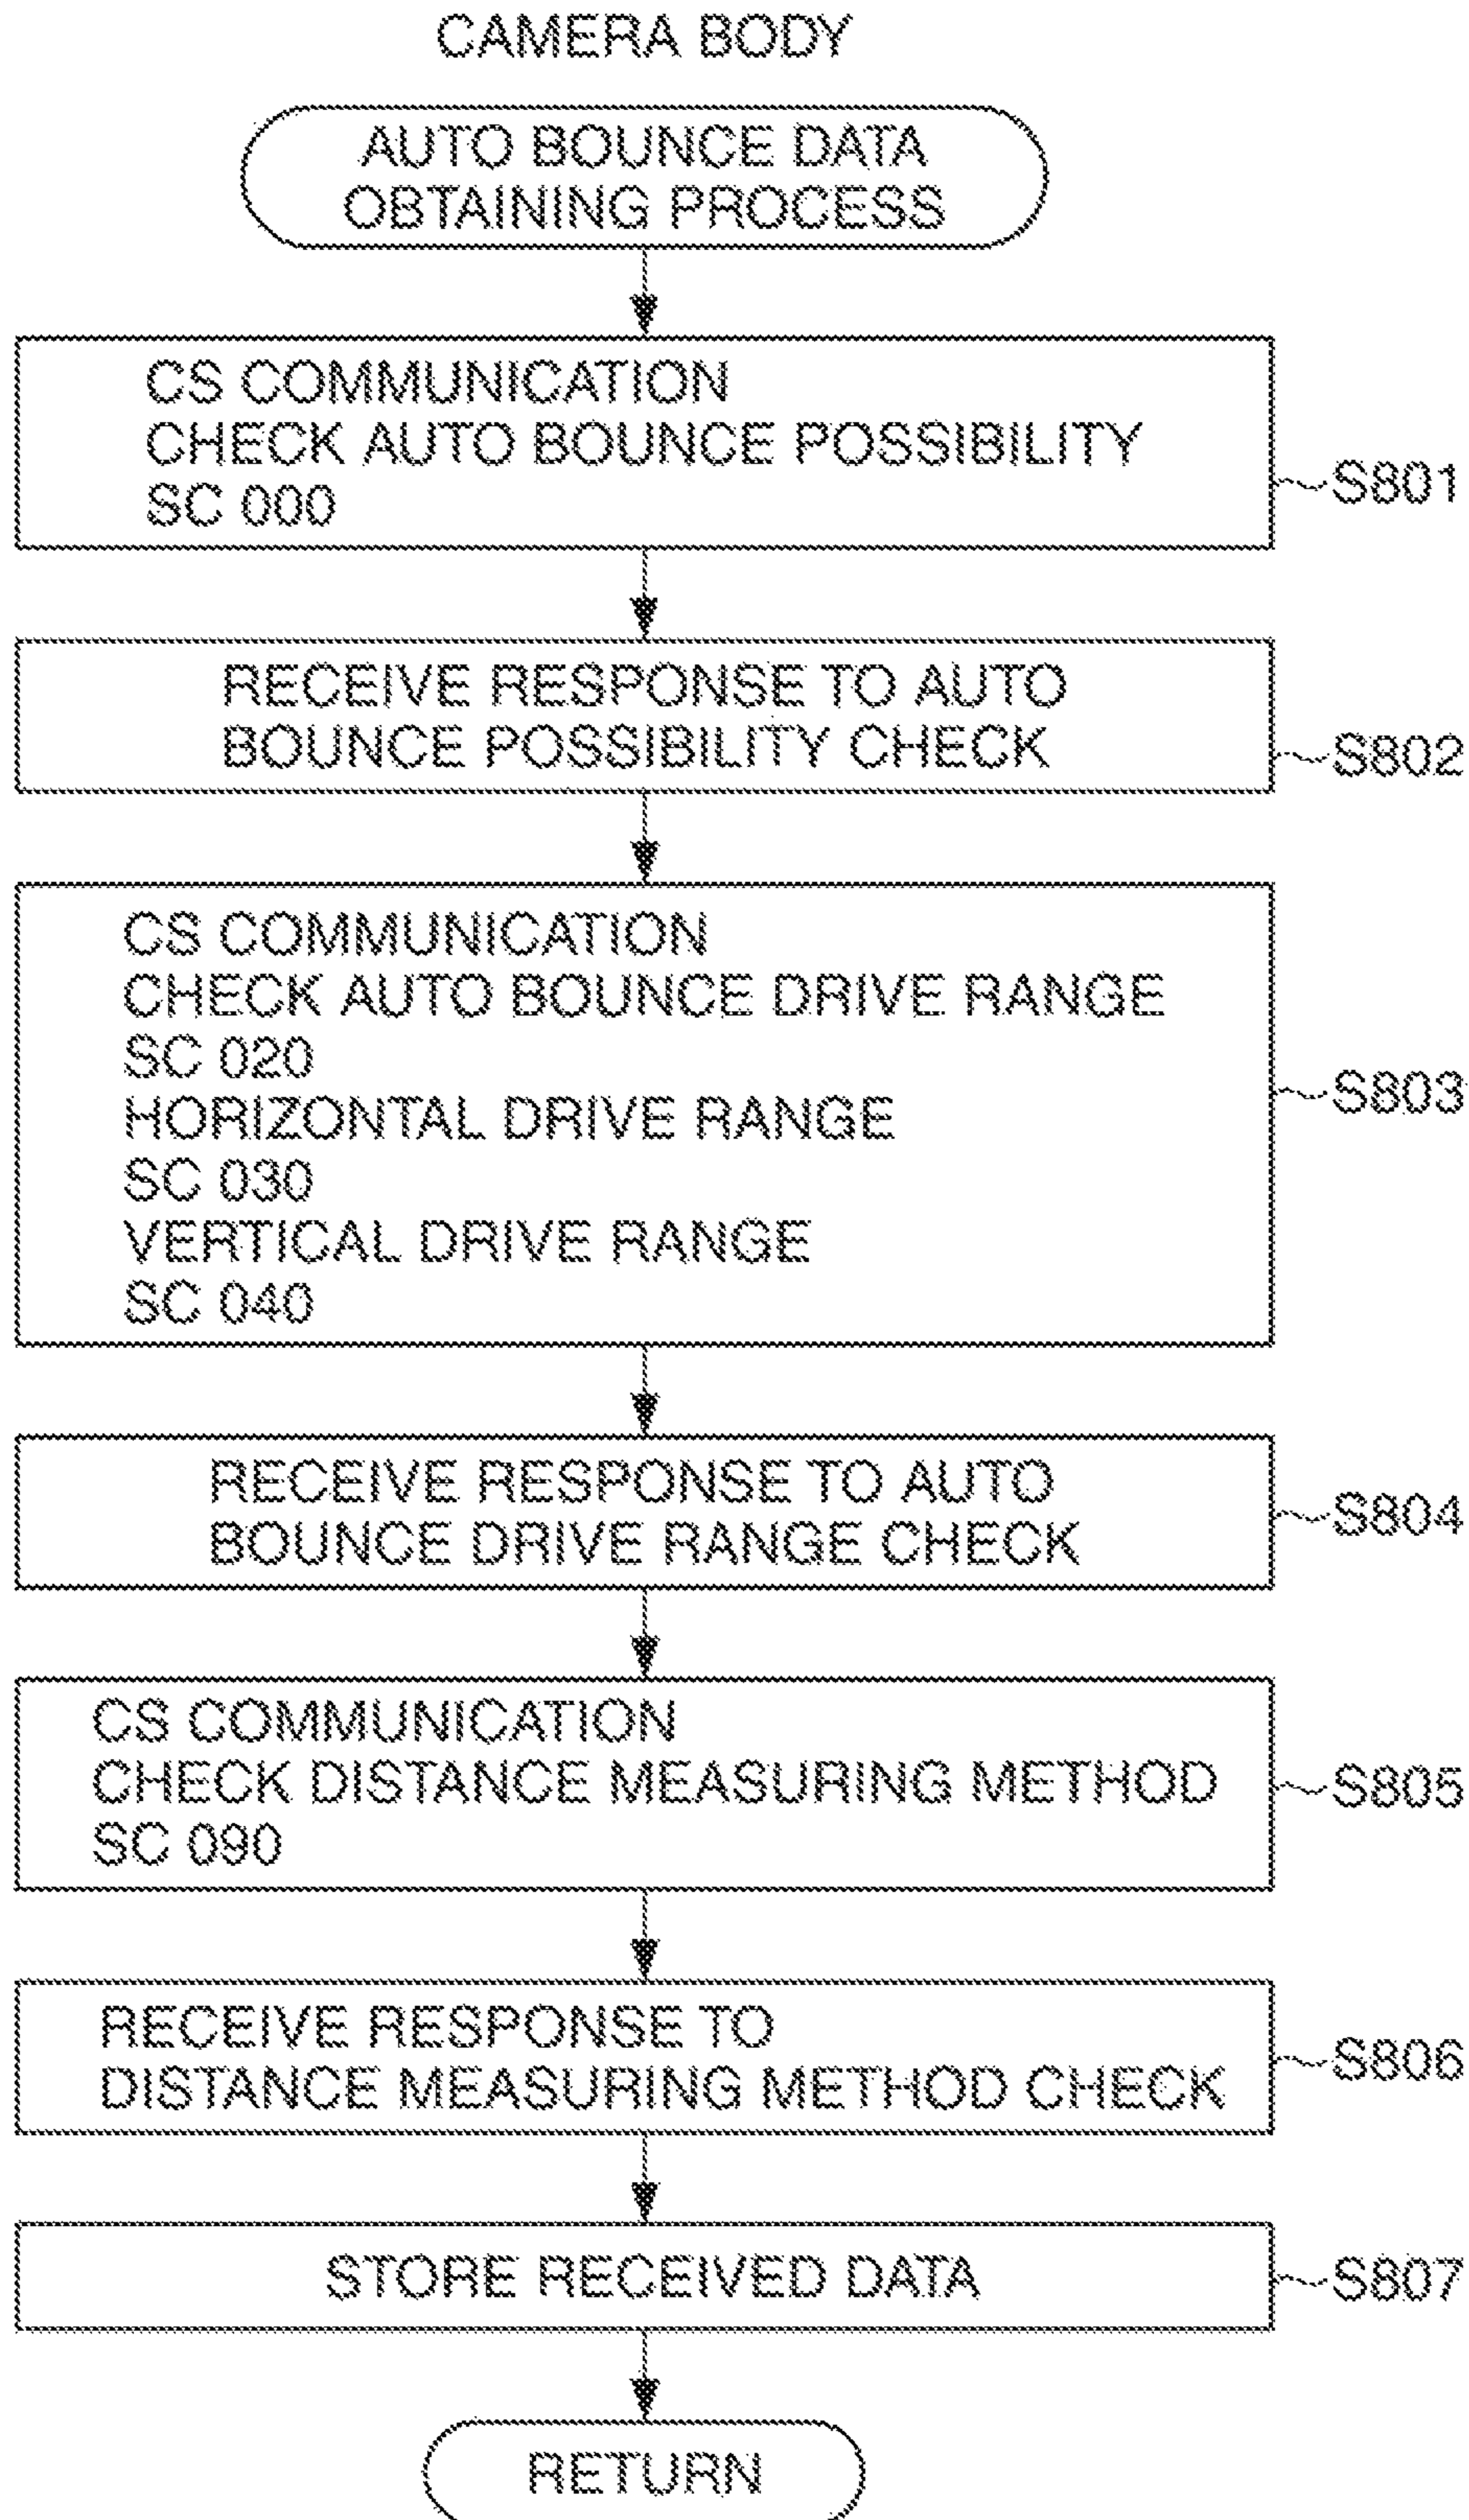 CAMERA BODY
AUTO BOUNCE DATA
OBTAINING PROCESS
CS COMMUNICATION
CHECK AUTO BOUNCE POSSIBILITY
SC 000
S801
RECEIVE RESPONSE TO AUTO
BOUNCE POSSIBILITY CHECK
S802
CS COMMUNICATION
CHECK AUTO BOUNCE DRIVE RANGE
SC 020
HORIZONTAL DRIVE RANGE
SC 030
VERTICAL DRIVE RANGE
SC 040
S803
RECEIVE RESPONSE TO AUTO
BOUNCE DRIVE RANGE CHECK
S804
CS COMMUNICATION
CHECK DISTANCE MEASURING METHOD
SC 090
S805
RECEIVE RESPONSE TO
DISTANCE MEASURING METHOD CHECK
S806
STORE RECEIVED DATA
S807
RETURN